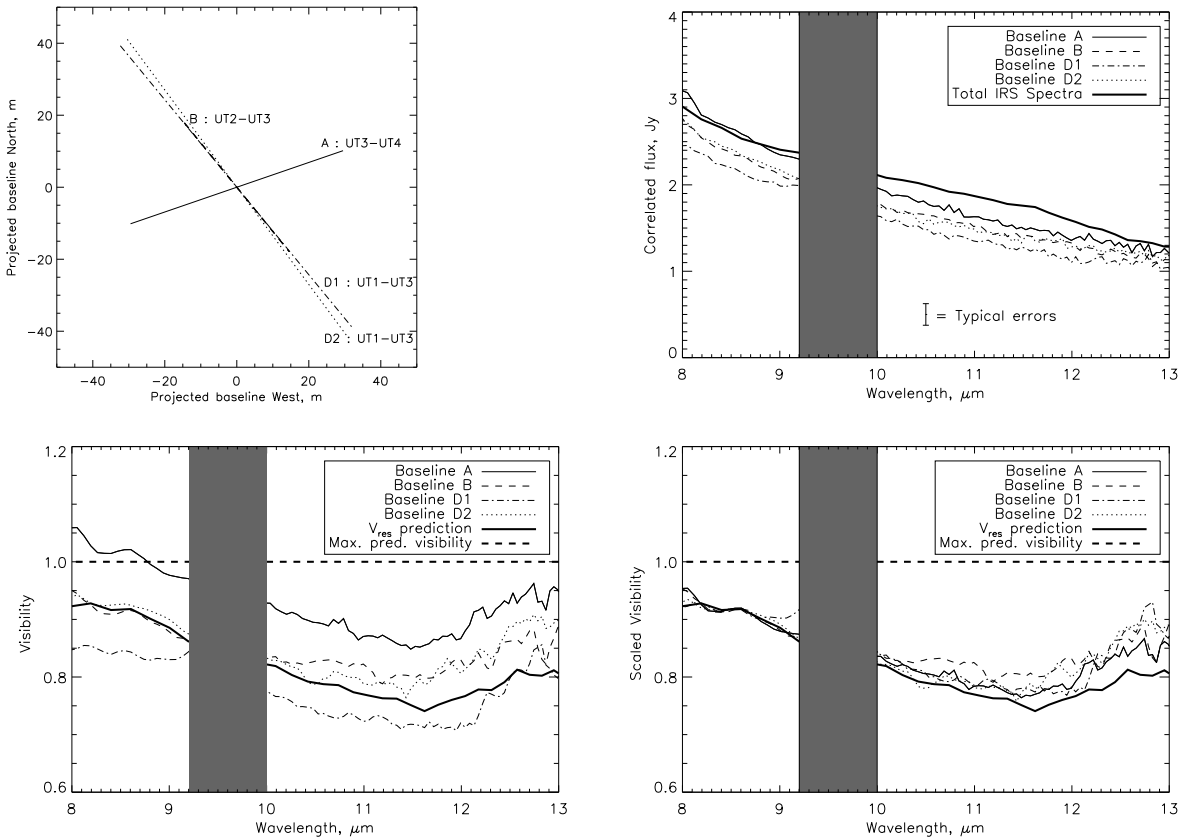 Projected baseline North, m
40
20
0
−20
−40
B : UT2−UT3
A : UT3−UT4
D1 : UT1−UT3
D2 : UT1−UT3
−40
−20
0
20
40
Projected baseline West, m
Correlated flux, Jy
4
3
2
1
0
Baseline A
Baseline B
Baseline D1
Baseline D2
Total IRS Spectra
= Typical errors
8
9
10
11
12
13
Wavelength, μm
Visibility
1.2
1.0
0.8
0.6
Baseline A
Baseline B
Baseline D1
Baseline D2
Vres prediction
Max. pred. visibility
8
9
10
11
12
13
Wavelength, μm
Scaled Visibility
1.2
1.0
0.8
0.6
Baseline A
Baseline B
Baseline D1
Baseline D2
Vres prediction
Max. pred. visibility
8
9
10
11
12
13
Wavelength, μm